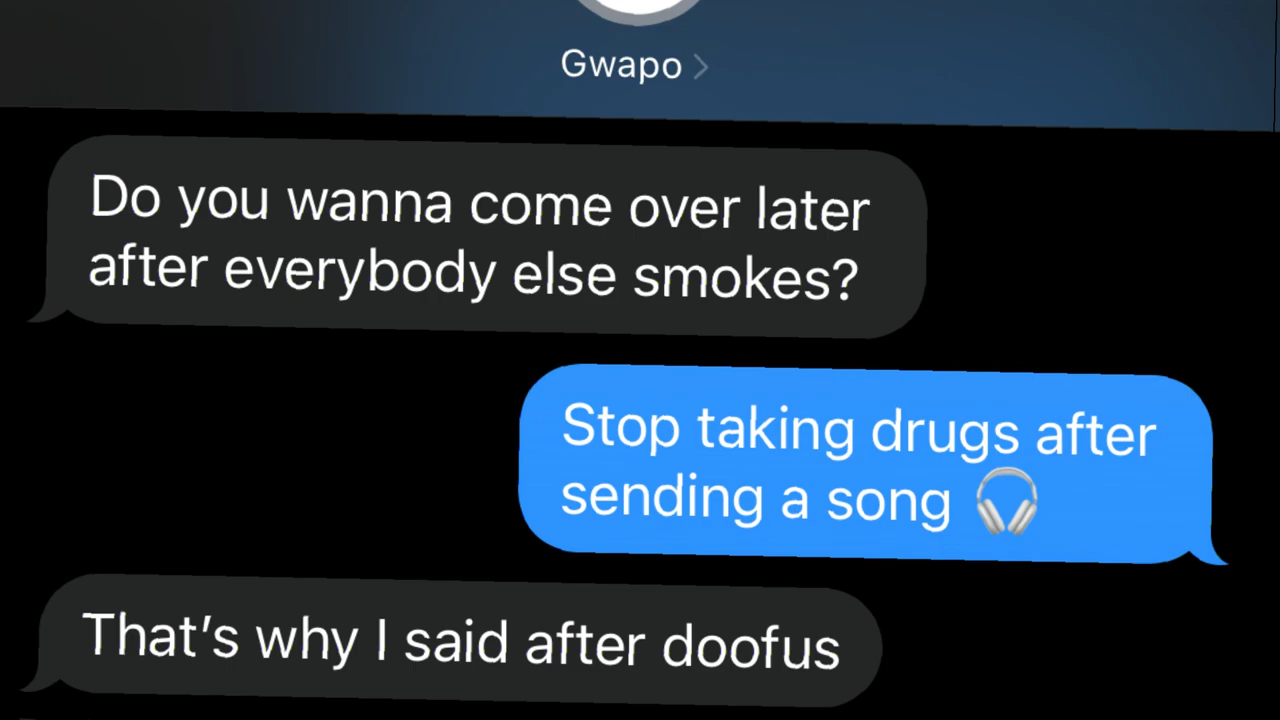 Gwapo
Do you wanna come over later
after everybody else smokes?
Stop taking drugs after
sending a song 🎧
That’s why I said after doofus